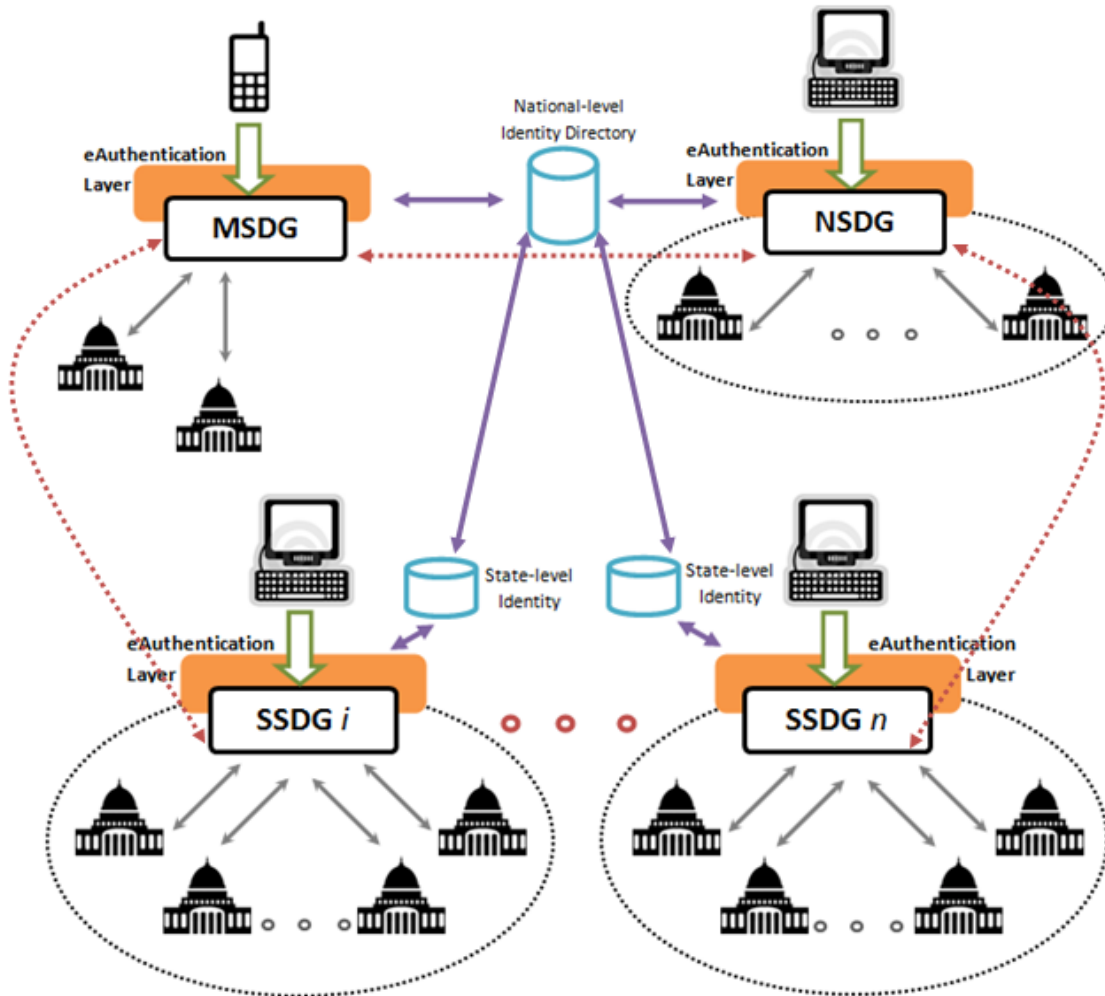 National-level
Identity Directory
eAuthentication
Layer
MSDG
eAuthentication
Layer
NSDG
State-level
Identity
State-level
Identity
eAuthentication
Layer
SSDG i
eAuthentication
Layer
SSDG n